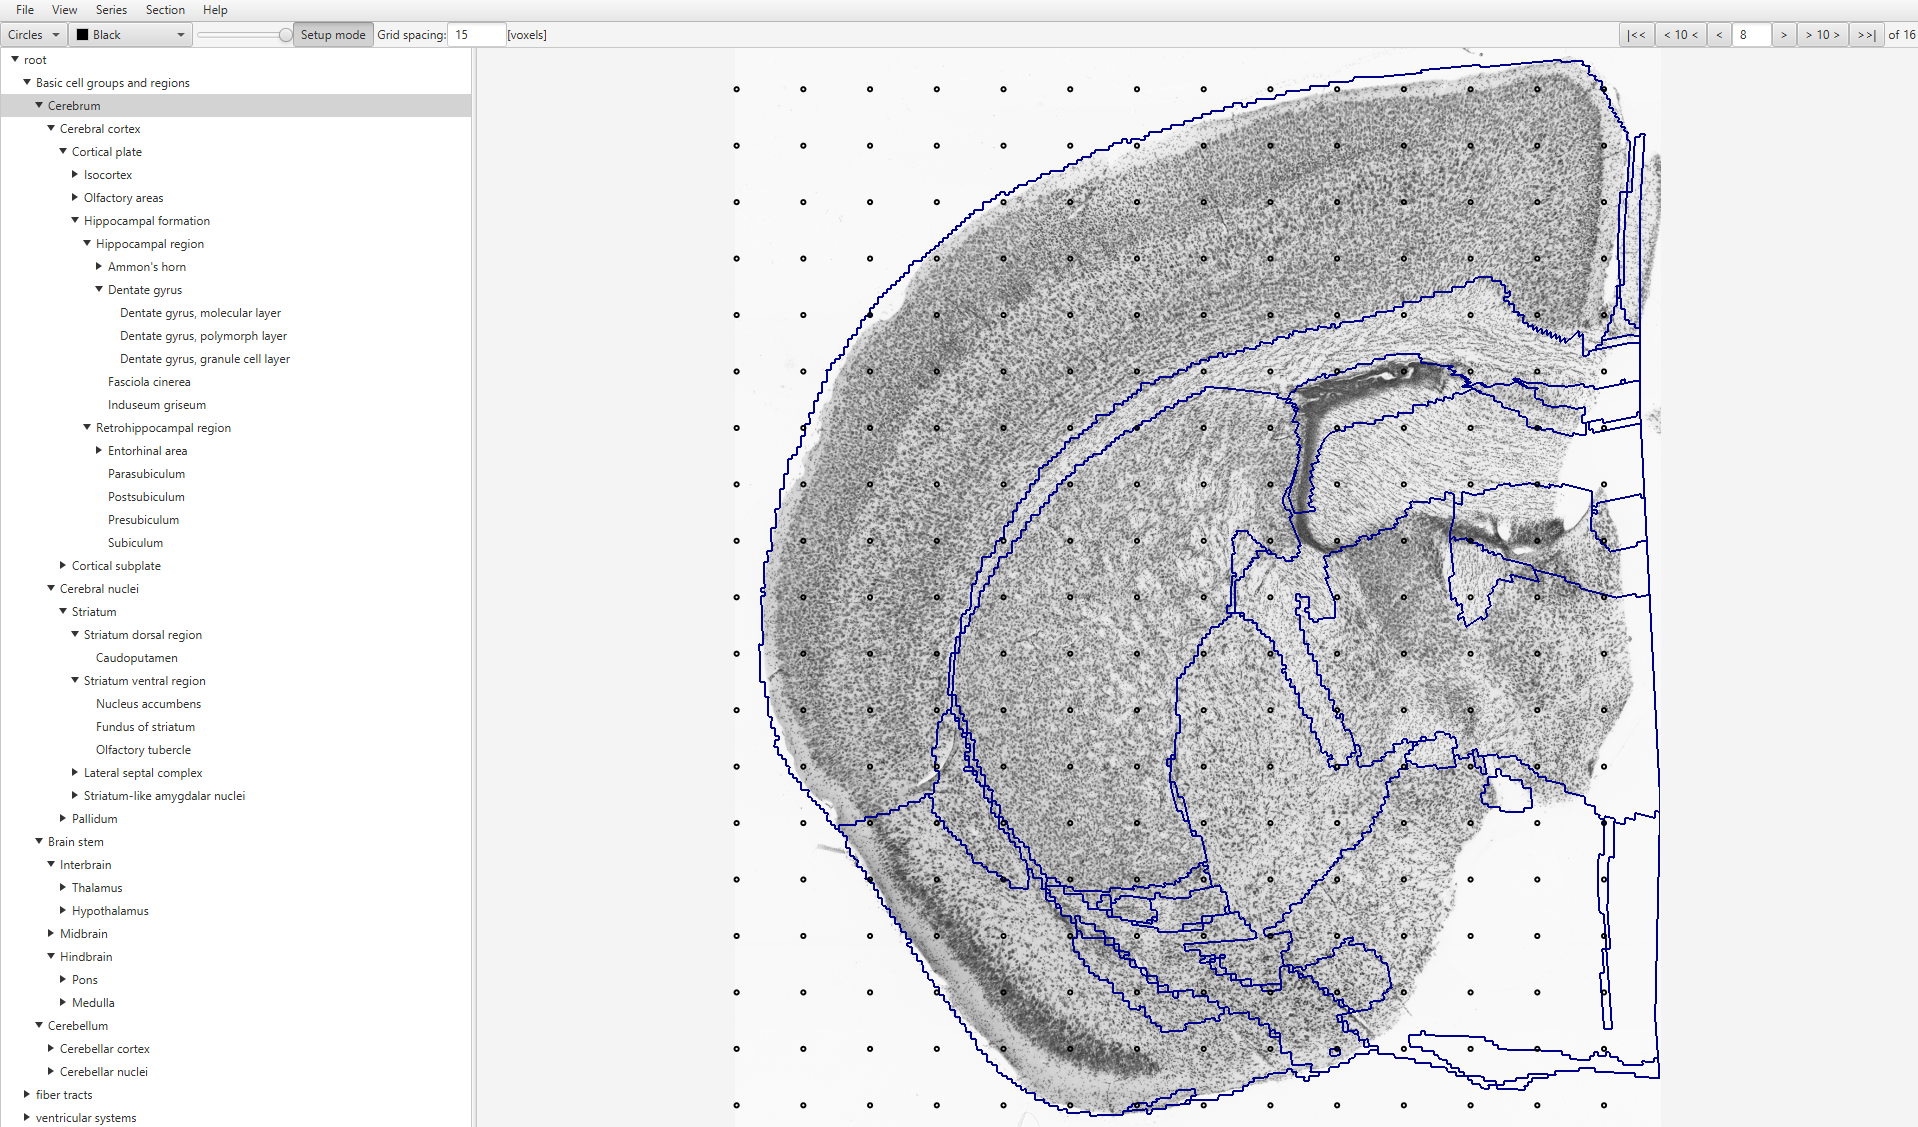 File View Series Section Help
Circles Black Setup mode Grid spacing: 15 [voxels] |<< < 10 < < 8 > > 10 > >>| of 16
root
Basic cell groups and regions
Cerebrum
Cerebral cortex
Cortical plate
Isocortex
Olfactory areas
Hippocampal formation
Hippocampal region
Ammon's horn
Dentate gyrus
Dentate gyrus, molecular layer
Dentate gyrus, polymorph layer
Dentate gyrus, granule cell layer
Fasciola cinerea
Induseum griseum
Retrohippocampal region
Entorhinal area
Parasubiculum
Postsubiculum
Presubiculum
Subiculum
Cortical subplate
Cerebral nuclei
Striatum
Striatum dorsal region
Caudoputamen
Striatum ventral region
Nucleus accumbens
Fundus of striatum
Olfactory tubercle
Lateral septal complex
Striatum-like amygdalar nuclei
Pallidum
Brain stem
Interbrain
Thalamus
Hypothalamus
Midbrain
Hindbrain
Pons
Medulla
Cerebellum
Cerebellar cortex
Cerebellar nuclei
fiber tracts
ventricular systems